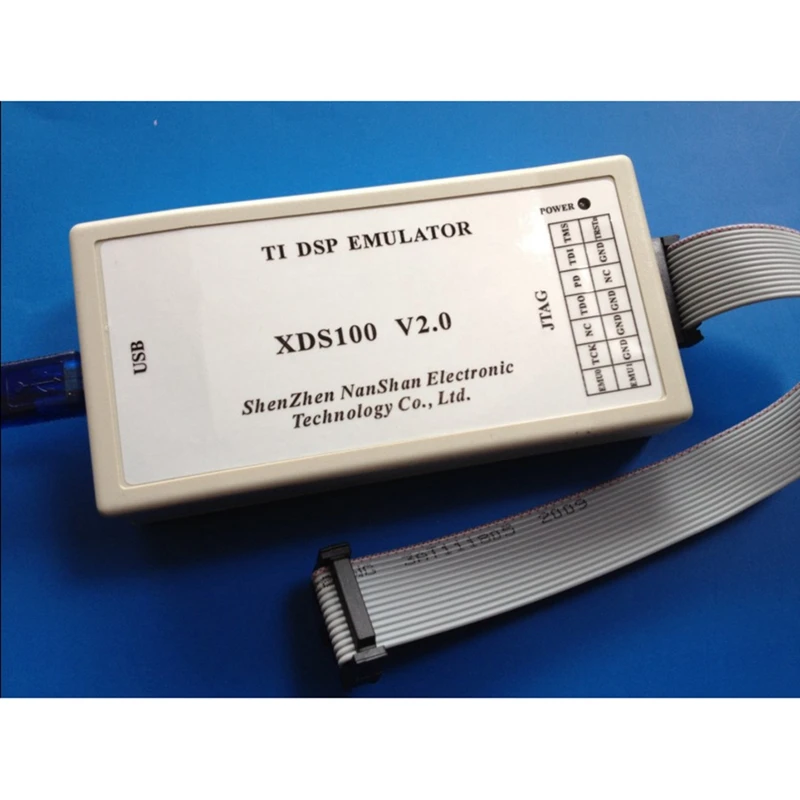 TI DSP EMULATOR
XDS100 V2.0
ShenZhen NanShan Electronic
Technology Co., Ltd.
USB
POWER
JTAG
TMS TRSTn
TDI GND
PD NC
TDO GND
NC GND
TCK GND
EMU0 EMU1
2009